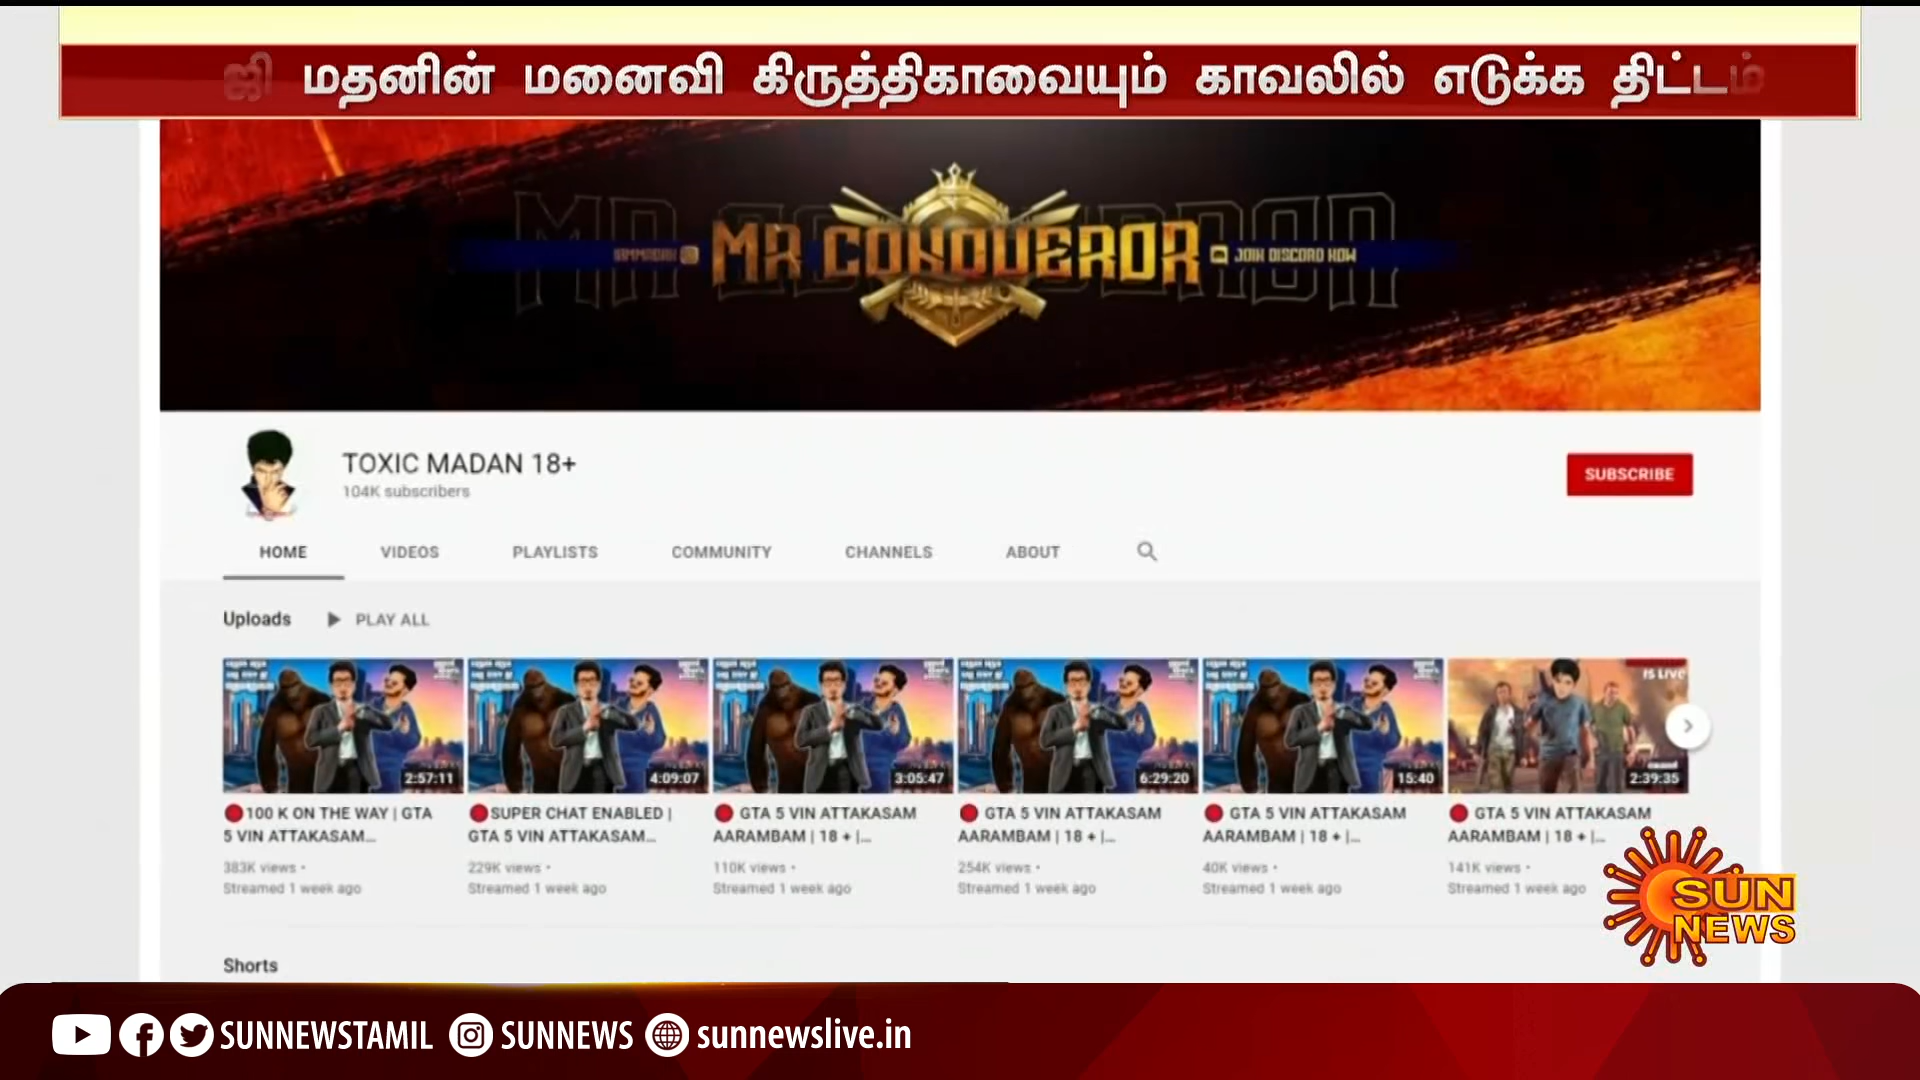 மதனின் மனைவி கிருத்திகாவையும் காவலில் எடுக்க திட்டம்
MR CONQUEROR
JOIN DISCORD NOW
TOXIC MADAN 18+
104K subscribers
SUBSCRIBE
HOME VIDEOS PLAYLISTS COMMUNITY CHANNELS ABOUT
Uploads PLAY ALL
IS LIVE
2:57:11 4:09:07 3:05:47 6:29:20 15:40 2:39:35
100 K ON THE WAY | GTA 5 VIN ATTAKASAM...
383K views •
Streamed 1 week ago
SUPER CHAT ENABLED | GTA 5 VIN ATTAKASAM...
229K views •
Streamed 1 week ago
GTA 5 VIN ATTAKASAM AARAMBAM | 18 + |...
110K views •
Streamed 1 week ago
GTA 5 VIN ATTAKASAM AARAMBAM | 18 + |...
254K views •
Streamed 1 week ago
GTA 5 VIN ATTAKASAM AARAMBAM | 18 + |...
40K views •
Streamed 1 week ago
GTA 5 VIN ATTAKASAM AARAMBAM | 18 + |...
141K views •
Streamed 1 week ago
SUN NEWS
Shorts
SUNNEWSTAMIL SUNNEWS sunnewslive.in